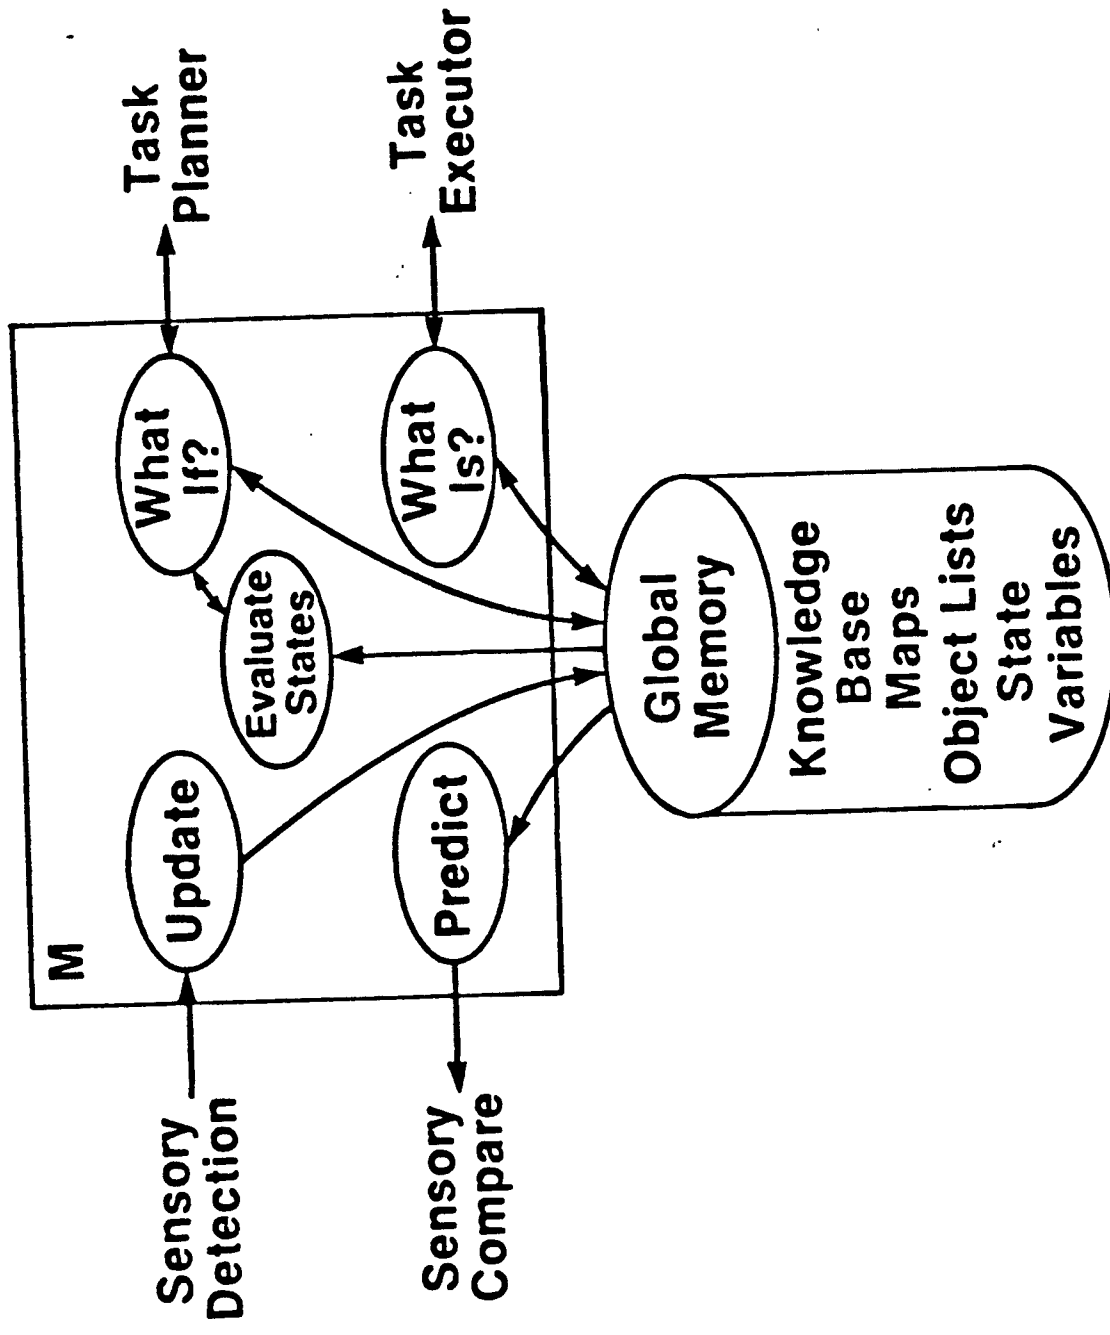 M
Sensory
Detection
Update
Evaluate
States
What
If?
Task
Planner
Sensory
Compare
Predict
What
Is?
Task
Executor
Global
Memory
Knowledge
Base
Maps
Object Lists
State
Variables